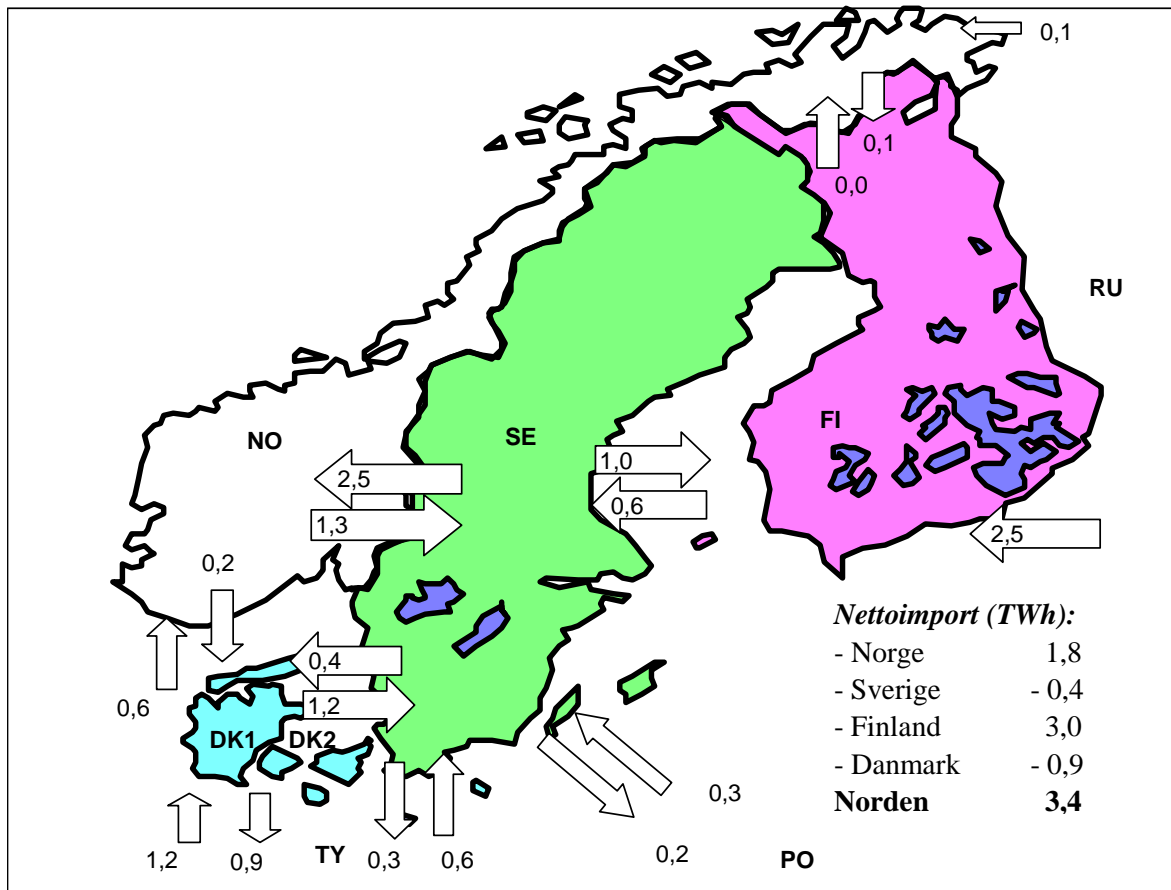 0,1
0,1
0,0
RU
NO
SE
FI
2,5
1,0
1,3
0,6
2,5
0,2
Nettoimport (TWh):
- Norge 1,8
- Sverige - 0,4
- Finland 3,0
- Danmark - 0,9
Norden 3,4
0,4
0,6
1,2
DK1
DK2
0,3
1,2
0,9
TY
0,3
0,6
0,2
PO